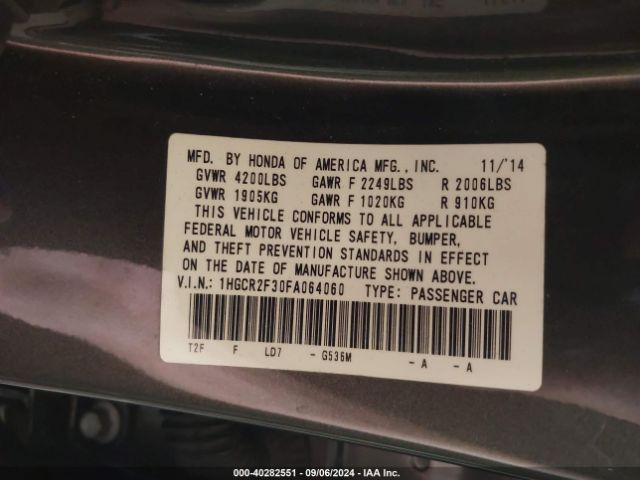 MFD. BY HONDA OF AMERICA MFG., INC. 11/'14
GVWR 4200LBS GAWR F 2249LBS R 2006LBS
GVWR 1905KG GAWR F 1020KG R 910KG
THIS VEHICLE CONFORMS TO ALL APPLICABLE
FEDERAL MOTOR VEHICLE SAFETY, BUMPER,
AND THEFT PREVENTION STANDARDS IN EFFECT
ON THE DATE OF MANUFACTURE SHOWN ABOVE.
V.I.N.: 1HGCR2F30FA064060 TYPE: PASSENGER CAR
T2F F LD7 - G536M - A - A
000-40282551 - 09/06/2024 - IAA Inc.